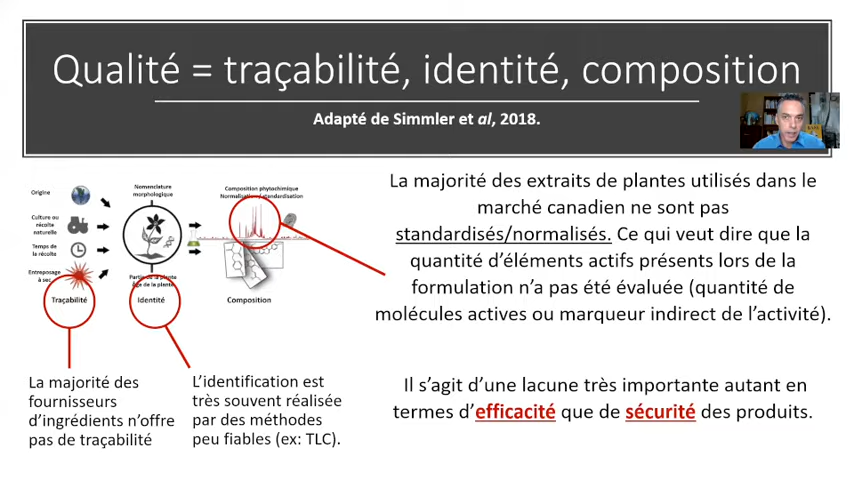 Qualité = traçabilité, identité, composition
Adapté de Simmler et al, 2018.
Origine
Culture ou
récolte
naturelle
Temps de
la récolte
Entreposage
à sec
Traçabilité
Nomenclature
morphologique
Partie de la plante
âge de la plante
Identité
Composition phytochimique
Normalisation / standardisation
Composition
La majorité des extraits de plantes utilisés dans le
marché canadien ne sont pas
standardisés/normalisés. Ce qui veut dire que la
quantité d’éléments actifs présents lors de la
formulation n’a pas été évaluée (quantité de
molécules actives ou marqueur indirect de l’activité).
La majorité des
fournisseurs
d’ingrédients n’offre
pas de traçabilité
L’identification est
très souvent réalisée
par des méthodes
peu fiables (ex: TLC).
Il s’agit d’une lacune très importante autant en
termes d’efficacité que de sécurité des produits.